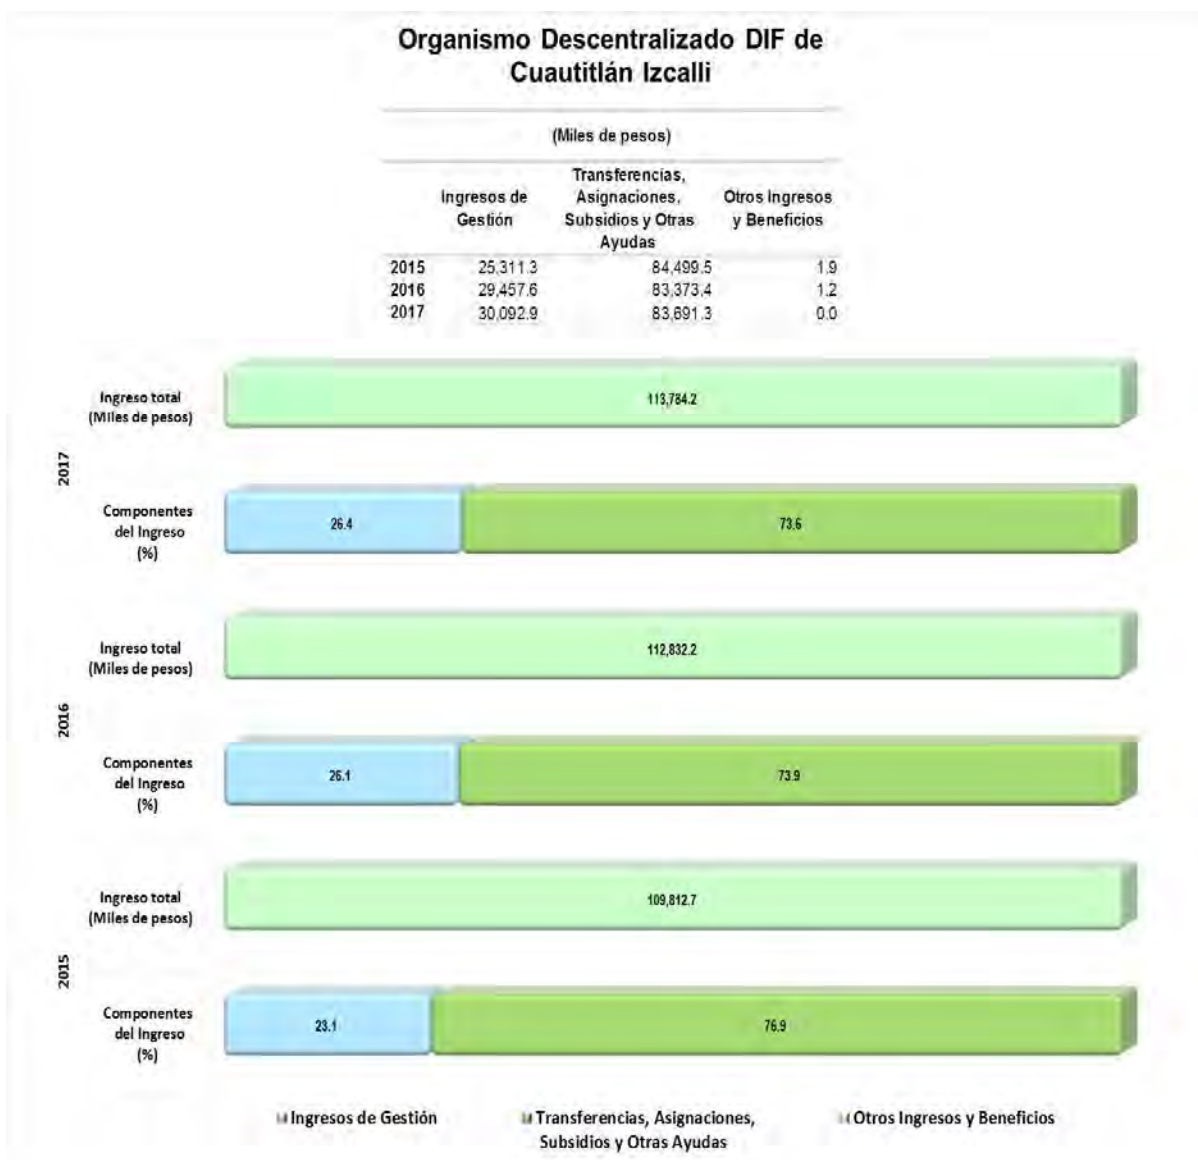 Organismo Descentralizado DIF de
Cuautitlán Izcalli
(Miles de pesos)
Ingresos de
Gestión
Transferencias,
Asignaciones,
Subsidios y Otras
Ayudas
Otros Ingresos
y Beneficios
2015 25,311.3 84,499.5 1.9
2016 29,457.6 83,373.4 1.2
2017 30,092.9 83,691.3 0.0
2017
Ingreso total
(Miles de pesos)
113,784.2
Componentes
del Ingreso
(%)
26.4 73.6
2016
Ingreso total
(Miles de pesos)
112,832.2
Componentes
del Ingreso
(%)
26.1 73.9
2015
Ingreso total
(Miles de pesos)
109,812.7
Componentes
del Ingreso
(%)
23.1 76.9
Ingresos de Gestión
Transferencias, Asignaciones,
Subsidios y Otras Ayudas
Otros Ingresos y Beneficios